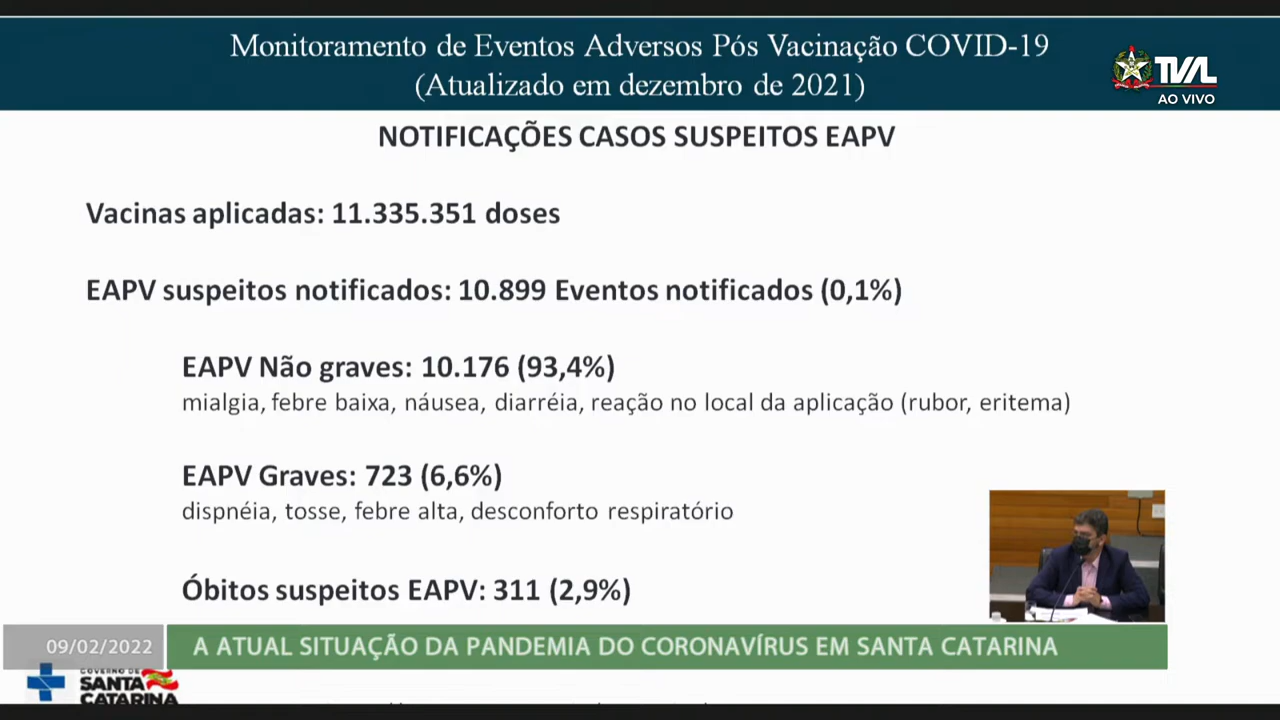 Monitoramento de Eventos Adversos Pós Vacinação COVID-19
(Atualizado em dezembro de 2021)
TVAL
AO VIVO
NOTIFICAÇÕES CASOS SUSPEITOS EAPV
Vacinas aplicadas: 11.335.351 doses
EAPV suspeitos notificados: 10.899 Eventos notificados (0,1%)
EAPV Não graves: 10.176 (93,4%)
mialgia, febre baixa, náusea, diarréia, reação no local da aplicação (rubor, eritema)
EAPV Graves: 723 (6,6%)
dispnéia, tosse, febre alta, desconforto respiratório
Óbitos suspeitos EAPV: 311 (2,9%)
09/02/2022
A ATUAL SITUAÇÃO DA PANDEMIA DO CORONAVÍRUS EM SANTA CATARINA
GOVERNO DE
SANTA
CATARINA